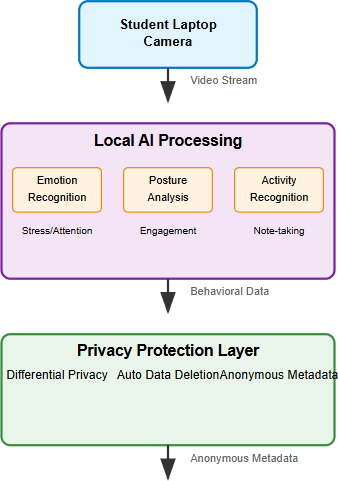 Student Laptop
Camera
Video Stream
Local AI Processing
Emotion
Recognition
Posture
Analysis
Activity
Recognition
Stress/Attention
Engagement
Note-taking
Behavioral Data
Privacy Protection Layer
Differential Privacy
Auto Data Deletion
Anonymous Metadata
Anonymous Metadata